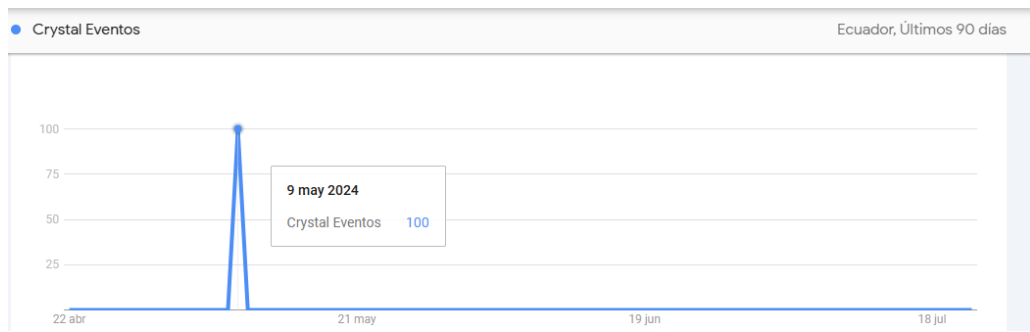 Crystal Eventos
Ecuador, Últimos 90 días
100
75
50
25
9 may 2024
Crystal Eventos 100
22 abr
21 may
19 jun
18 jul